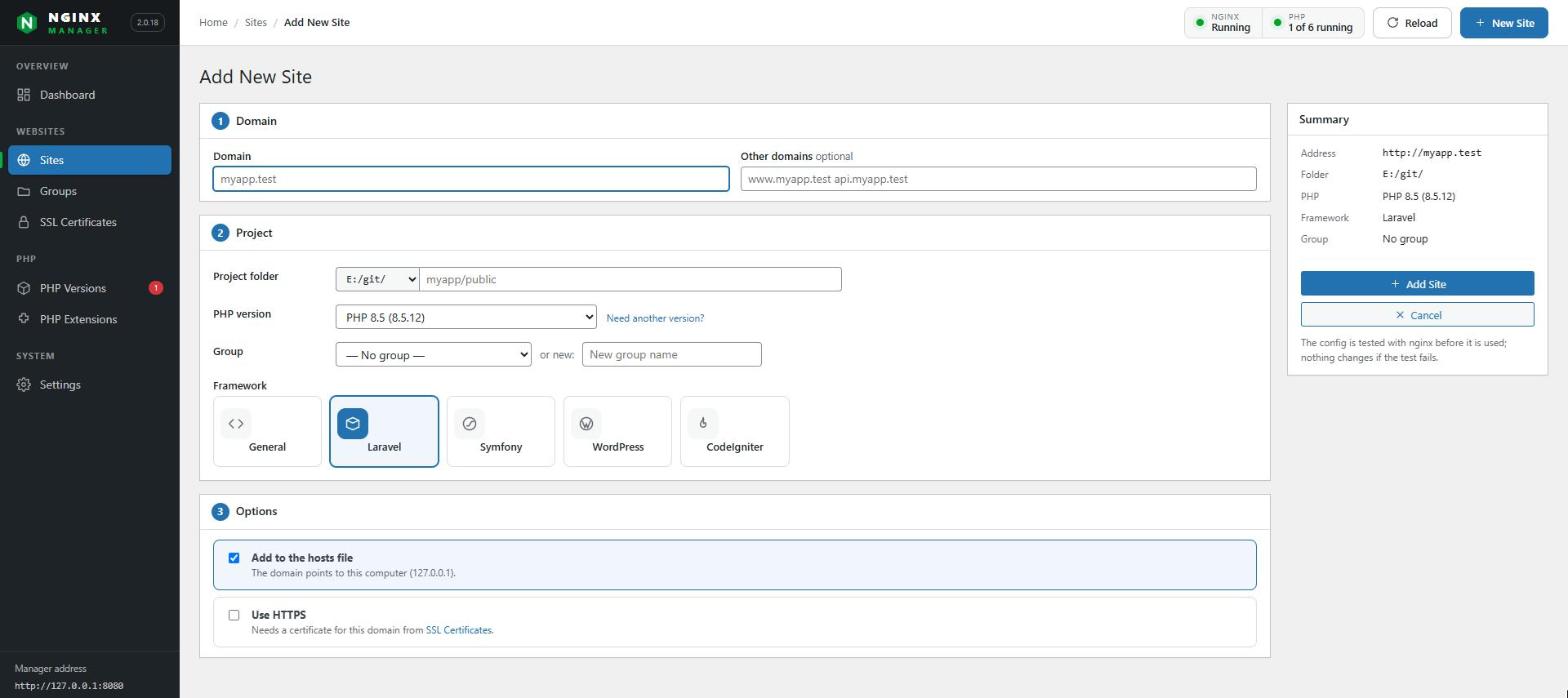 NGINX
MANAGER
2.0.18
OVERVIEW
Dashboard
WEBSITES
Sites
Groups
SSL Certificates
PHP
PHP Versions 1
PHP Extensions
SYSTEM
Settings
Manager address
http://127.0.0.1:8080
Home / Sites / Add New Site
NGINX
Running
PHP
1 of 6 running
Reload
New Site
Add New Site
1 Domain
Domain
myapp.test
Other domains optional
www.myapp.test api.myapp.test
2 Project
Project folder E:/git/ myapp/public
PHP version PHP 8.5 (8.5.12) Need another version?
Group — No group — or new: New group name
Framework
General
Laravel
Symfony
WordPress
CodeIgniter
3 Options
Add to the hosts file
The domain points to this computer (127.0.0.1).
Use HTTPS
Needs a certificate for this domain from SSL Certificates.
Summary
Address http://myapp.test
Folder E:/git/
PHP PHP 8.5 (8.5.12)
Framework Laravel
Group No group
Add Site
Cancel
The config is tested with nginx before it is used;
nothing changes if the test fails.